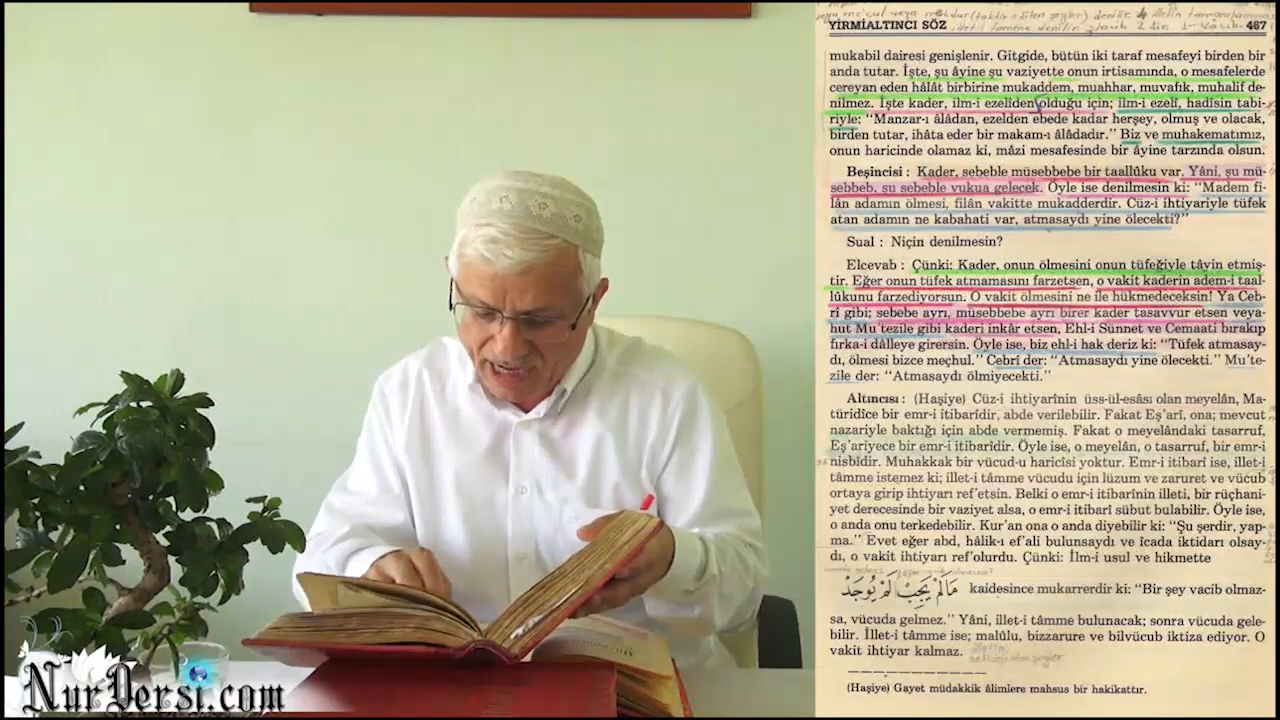 YİRMİALTINCI SÖZ 467
mukabil dairesi genişlenir. Gitgide, bütün iki taraf mesafeyi birden bir
anda tutar. İşte, şu âyine şu vaziyette onun irtisamında, o mesafelerde
cereyan eden hâlât birbirine mukaddem, muahhar, muvafık, muhalif de-
nilmez. İşte kader, ilm-i ezelîden olduğu için; ilm-i ezelî, hadîsin tabi-
riyle: "Manzar-ı âlâdan, ezelden ebede kadar herşey, olmuş ve olacak,
birden tutar, ihâta eder bir makam-ı âlâdadır." Biz ve muhakematımız,
onun haricinde olamaz ki, mâzi mesafesinde bir âyine tarzında olsun.
Beşincisi: Kader, sebeble müsebbebe bir taallûku var. Yâni, şu mü-
sebbeb, şu sebeble vukua gelecek. Öyle ise denilmesin ki: "Madem fi-
lân adamın ölmesi, filân vakitte mukadderdir. Cüz-i ihtiyariyle tüfek
atan adamın ne kabahati var, atmasaydı yine ölecekti?"
Sual : Niçin denilmesin?
Elcevab : Çünki: Kader, onun ölmesini onun tüfeğiyle tâyin etmiş-
tir. Eğer onun tüfek atmamasını farzetsen, o vakit kaderin adem-i taal-
lûkunu farzediyorsun. O vakit ölmesini ne ile hükmedeceksin! Ya Ceb-
rî gibi; sebebe ayrı, müsebbebe ayrı birer kader tasavvur etsen veya-
hut Mu'tezile gibi kaderi inkâr etsen, Ehl-i Sünnet ve Cemaati bırakıp
fırka-i dâlleye girersin. Öyle ise, biz ehl-i hak deriz ki: "Tüfek atmasay-
dı, ölmesi bizce meçhul." Cebrî der: "Atmasaydı yine ölecekti." Mu'te-
zile der: "Atmasaydı ölmiyecekti."
Altıncısı : (Haşiye) Cüz-i ihtiyarînin üss-ül-esâsı olan meyelân, Ma-
türidîce bir emr-i itibarîdir, abde verilebilir. Fakat Eş'arî, ona; mevcut
nazariyle baktığı için abde vermemiş. Fakat o meyelândaki tasarruf,
Eş'ariyece bir emr-i itibarîdir. Öyle ise, o meyelân, o tasarruf, bir emr-i
nisbîdir. Muhakkak bir vücud-u haricîsi yoktur. Emr-i itibarî ise, illet-i
tâmme istemez ki; illet-i tâmme vücudu için lüzum ve zaruret ve vücub
ortaya girip ihtiyarı ref'etsin. Belki o emr-i itibarînin illeti, bir rüçhani-
yet derecesinde bir vaziyet alsa, o emr-i itibarî sübut bulabilir. Öyle ise,
o anda onu terkedebilir. Kur'an ona o anda diyebilir ki: "Şu şerdir, yap-
ma." Evet eğer abd, hâlik-ı ef'ali bulunsaydı ve îcada iktidarı olsay-
dı, o vakit ihtiyarı ref'olurdu. Çünki: İlm-i usul ve hikmette
مَالَمْ يَجِبْ لَمْ يُوجَدْ kaidesince mukarrerdir ki: "Bir şey vacib olmaz-
sa, vücuda gelmez." Yâni, illet-i tâmme bulunacak; sonra vücuda gele-
bilir. İllet-i tâmme ise; malûlu, bizzarure ve bilvücub iktiza ediyor. O
vakit ihtiyar kalmaz.
(Haşiye) Gayet müdakkik âlimlere mahsus bir hakikattır.
NurDersi.com